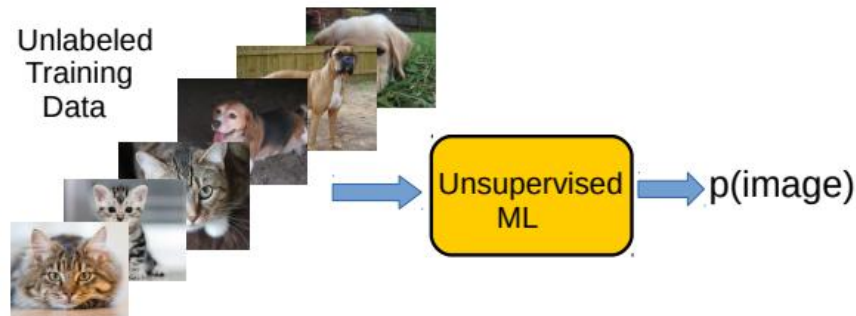 Unlabeled
Training
Data
Unsupervised
ML
p(image)